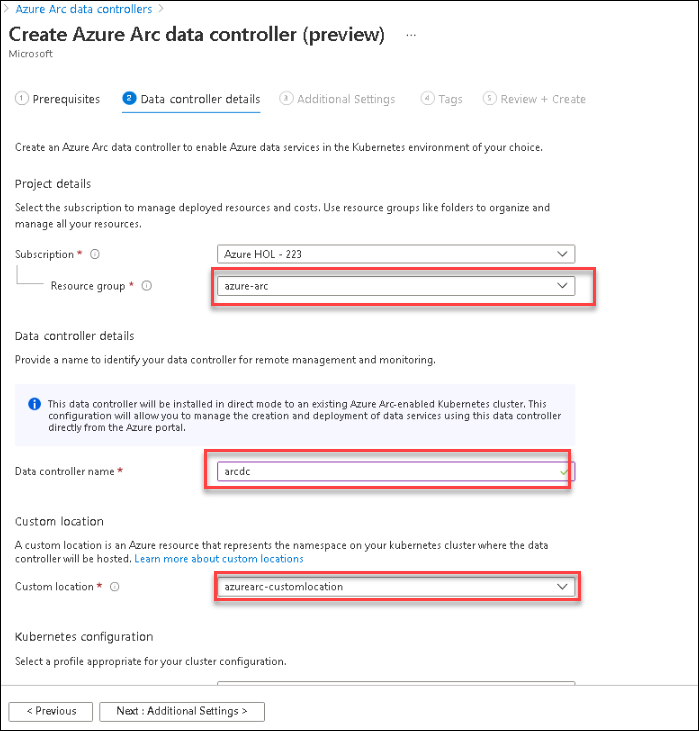 Azure Arc data controllers
Create Azure Arc data controller (preview) ...
Microsoft
1 Prerequisites 2 Data controller details 3 Additional Settings 4 Tags 5 Review + Create
Create an Azure Arc data controller to enable Azure data services in the Kubernetes environment of your choice.
Project details
Select the subscription to manage deployed resources and costs. Use resource groups like folders to organize and
manage all your resources.
Subscription * Azure HOL - 223
Resource group * azure-arc
Data controller details
Provide a name to identify your data controller for remote management and monitoring.
This data controller will be installed in direct mode to an existing Azure Arc-enabled Kubernetes cluster. This
configuration will allow you to manage the creation and deployment of data services using this data controller
directly from the Azure portal.
Data controller name * arcdc
Custom location
A custom location is an Azure resource that represents the namespace on your kubernetes cluster where the data
controller will be hosted. Learn more about custom locations
Custom location * azurearc-customlocation
Kubernetes configuration
Select a profile appropriate for your cluster configuration.
< Previous Next : Additional Settings >